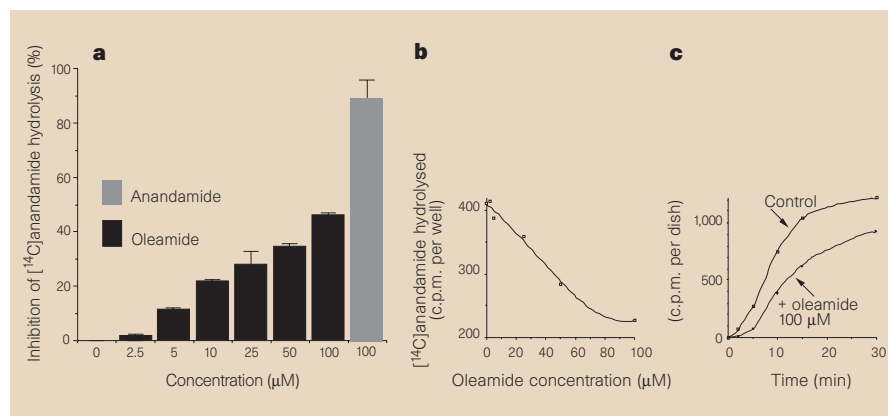 a
Inhibition of [¹⁴C]anandamide hydrolysis (%)
100
80
60
40
20
0
Anandamide
Oleamide
0 2.5 5 10 25 50 100 100
Concentration (µM)
b
[¹⁴C]anandamide hydrolysed
(c.p.m. per well)
400
300
200
0 20 40 60 80 100
Oleamide concentration (µM)
c
(c.p.m. per dish)
1,000
500
0
Control
+ oleamide
100 µM
0 10 20 30
Time (min)